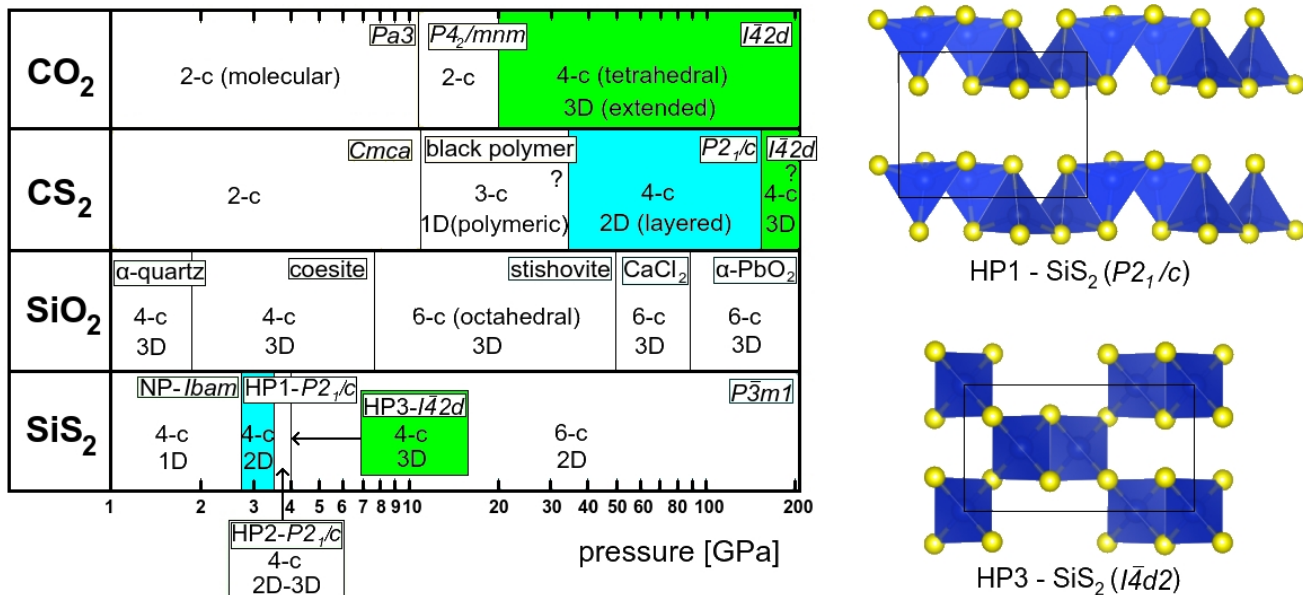 CO₂
Pa3
P4₂/mnm
I4̄2d
2-c (molecular)
2-c
4-c (tetrahedral)
3D (extended)
CS₂
Cmca
black polymer
?
P2₁/c
I4̄2d
?
2-c
3-c
1D(polymeric)
4-c
2D (layered)
4-c
3D
SiO₂
α-quartz
coesite
stishovite
CaCl₂
α-PbO₂
4-c
3D
4-c
3D
6-c (octahedral)
3D
6-c
3D
6-c
3D
SiS₂
NP-Ibam
HP1-P2₁/c
HP3-I4̄2d
P3̄m1
4-c
1D
4-c
2D
4-c
3D
6-c
2D
1 2 3 4 5 6 7 8 9 10 20 30 40 50 60 100 200
HP2-P2₁/c
4-c
2D-3D
pressure [GPa]
HP1 - SiS₂ (P2₁/c)
HP3 - SiS₂ (I4̄d2)